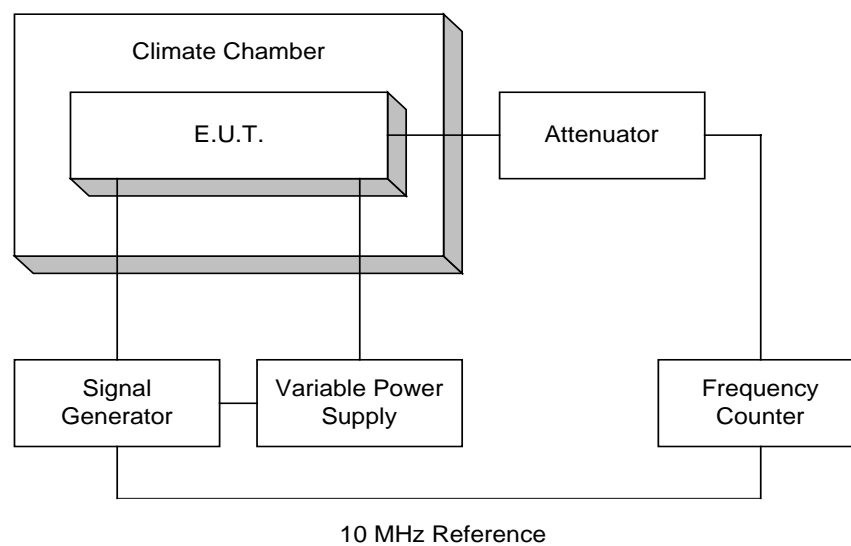 Climate Chamber
E.U.T.
Attenuator
Signal
Generator
Variable Power
Supply
Frequency
Counter
10 MHz Reference